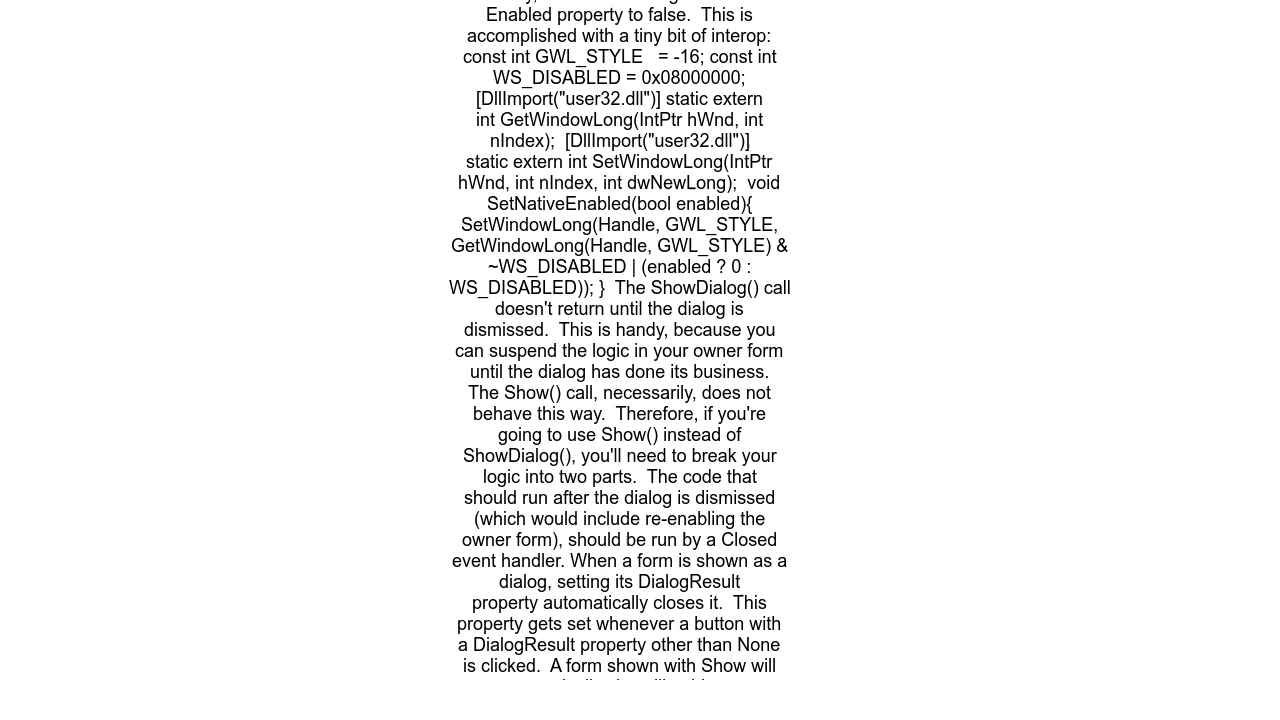 Enabled property to false.  This is
accomplished with a tiny bit of interop:
const int GWL_STYLE   = -16; const int
WS_DISABLED = 0x08000000;
[DllImport("user32.dll")] static extern
int GetWindowLong(IntPtr hWnd, int
nIndex);  [DllImport("user32.dll")]
static extern int SetWindowLong(IntPtr
hWnd, int nIndex, int dwNewLong);  void
SetNativeEnabled(bool enabled){
SetWindowLong(Handle, GWL_STYLE,
GetWindowLong(Handle, GWL_STYLE) &
~WS_DISABLED | (enabled ? 0 :
WS_DISABLED)); }  The ShowDialog() call
doesn't return until the dialog is
dismissed.  This is handy, because you
can suspend the logic in your owner form
until the dialog has done its business.
The Show() call, necessarily, does not
behave this way.  Therefore, if you're
going to use Show() instead of
ShowDialog(), you'll need to break your
logic into two parts.  The code that
should run after the dialog is dismissed
(which would include re-enabling the
owner form), should be run by a Closed
event handler. When a form is shown as a
dialog, setting its DialogResult
property automatically closes it.  This
property gets set whenever a button with
a DialogResult property other than None
is clicked.  A form shown with Show will